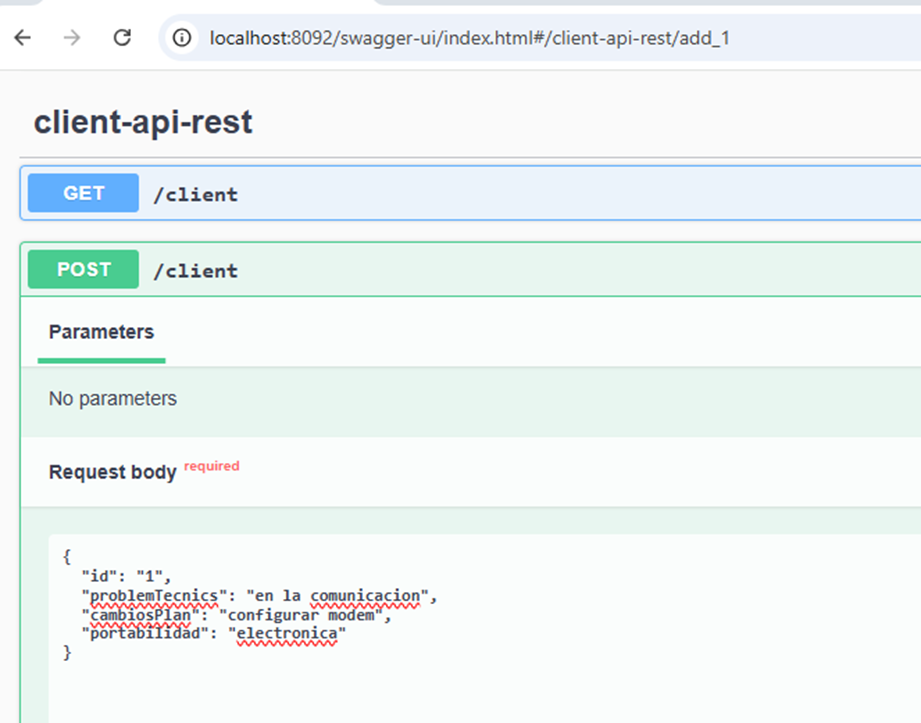 localhost:8092/swagger-ui/index.html#/client-api-rest/add_1
client-api-rest
GET /client
POST /client
Parameters
No parameters
Request body required
{
"id": "1",
"problemTecnics": "en la comunicacion",
"cambiosPlan": "configurar modem",
"portabilidad": "electronica"
}